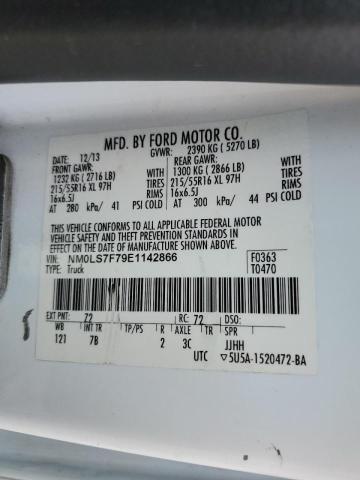 MFD. BY FORD MOTOR CO.
12/13 GVWR: 2390 KG ( 5270 LB)
FRONT GAWR: REAR GAWR:
1232 KG ( 2716 LB) 1300 KG ( 2866 LB)
215/55R16 XL 97H TIRES 215/55R16 XL 97H TIRES
16x6.5J RIMS 16x6.5J RIMS
AT 280 kPa/ 41 PSI COLD AT 300 kPa/ 44 PSI COLD
THIS VEHICLE CONFORMS TO ALL APPLICABLE FEDERAL MOTOR
VEHICLE SAFETY AND THEFT PREVENTION STANDARDS IN
EFFECT ON THE DATE OF MANUFACTURE SHOWN ABOVE.
VIN: NM0LS7F79E1142866 F0363
TYPE: Truck T0470
EXT PNT: Z2 RC: 72 DSO:
WB INT TR TP/PS R AXLE TR SPR
121 7B 2 3C JJHH
UTC ▽5U5A-1520472-BA